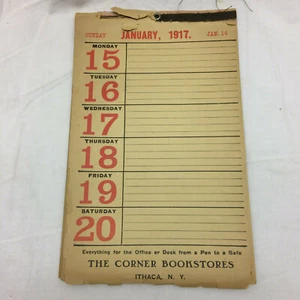 SUNDAY JANUARY, 1917. JAN. 14
MONDAY
15
TUESDAY
16
WEDNESDAY
17
THURSDAY
18
FRIDAY
19
SATURDAY
20
Everything for the Office or Desk from a Pen to a Safe
THE CORNER BOOKSTORES
ITHACA, N. Y.